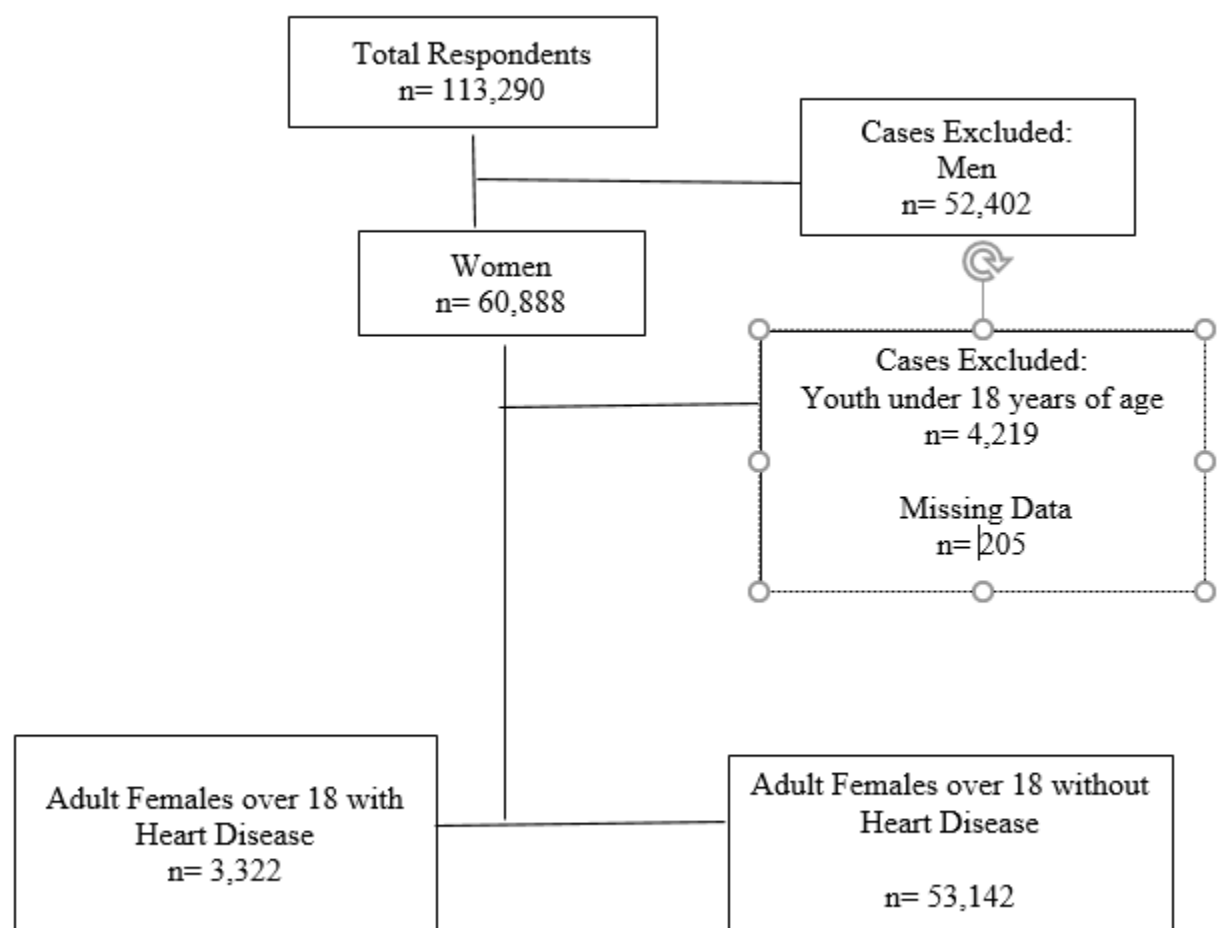 Total Respondents
n= 113,290
Cases Excluded:
Men
n= 52,402
Women
n= 60,888
Cases Excluded:
Youth under 18 years of age
n= 4,219
Missing Data
n= 205
Adult Females over 18 with
Heart Disease
n= 3,322
Adult Females over 18 without
Heart Disease
n= 53,142